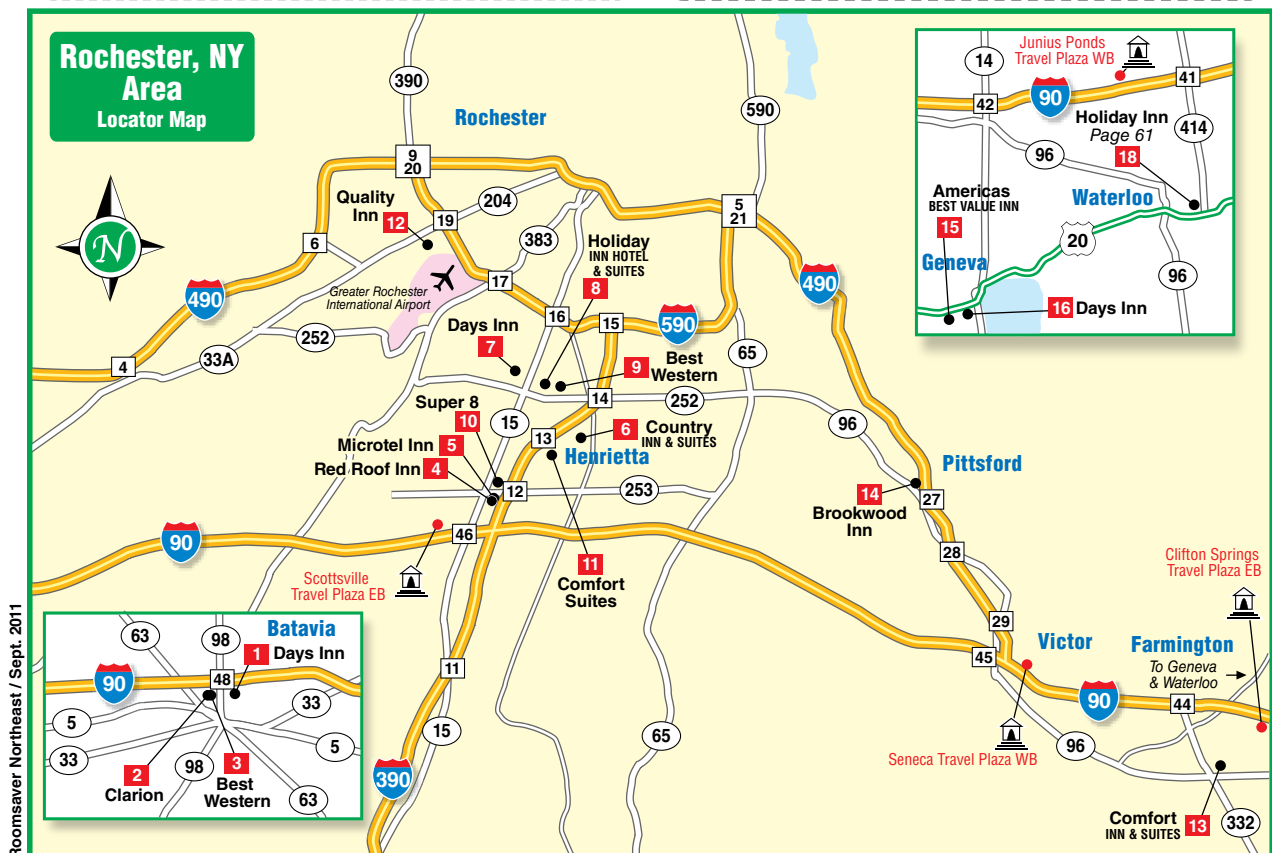 Rochester, NY
Area
Locator Map
N
390
Rochester
590
9
20
204
Quality
Inn
12
19
6
383
5
21
490
Greater Rochester
International Airport
17
Holiday
INN HOTEL
& SUITES
8
490
16
15
590
252
33A
4
Days Inn
7
65
9
Best
Western
14
252
Super 8
10
15
96
6
Country
INN & SUITES
13
Henrietta
Microtel Inn
5
Red Roof Inn
4
12
253
Pittsford
14
Brookwood
Inn
27
90
46
28
Scottsville
Travel Plaza EB
11
Comfort
Suites
Clifton Springs
Travel Plaza EB
29
45
Victor
Farmington
To Geneva
& Waterloo
11
44
90
15
65
96
Seneca Travel Plaza WB
390
Comfort
INN & SUITES
13
332
14
Junius Ponds
Travel Plaza WB
41
42
90
Holiday Inn
Page 61
18
414
96
Americas
BEST VALUE INN
15
Waterloo
20
Geneva
96
16
Days Inn
63
98
Batavia
1
Days Inn
90
48
33
5
33
5
98
2
Clarion
3
Best
Western
63
Roomsaver Northeast / Sept. 2011